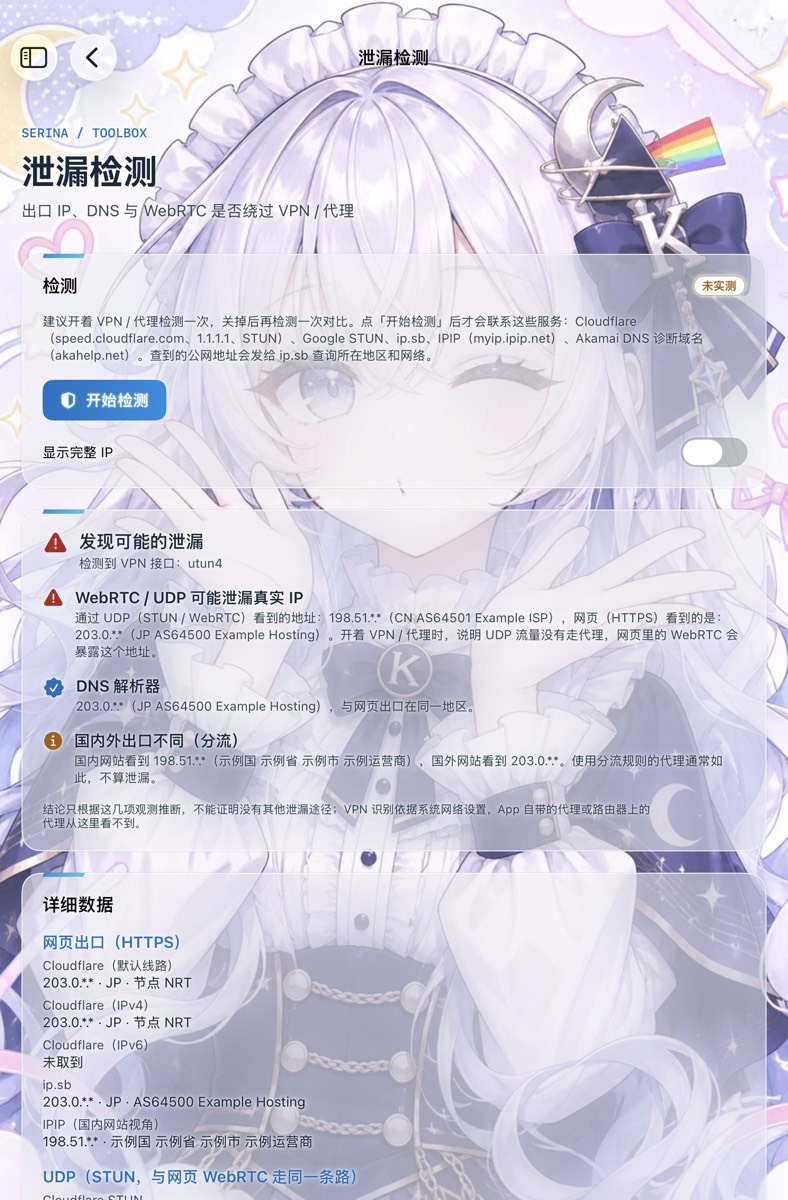 泄漏检测
SERINA / TOOLBOX
泄漏检测
出口 IP、DNS 与 WebRTC 是否绕过 VPN / 代理
K
检测
未实测
建议开着 VPN / 代理检测一次，关掉后再检测一次对比。点「开始检测」后才会联系这些服务：Cloudflare
（speed.cloudflare.com、1.1.1.1、STUN）、Google STUN、ip.sb、IPIP（myip.ipip.net）、Akamai DNS 诊断域名
（akahelp.net）。查到的公网地址会发给 ip.sb 查询所在地区和网络。
开始检测
显示完整 IP
发现可能的泄漏
检测到 VPN 接口：utun4
WebRTC / UDP 可能泄漏真实 IP
通过 UDP（STUN / WebRTC）看到的地址：198.51.*.*（CN AS64501 Example ISP），网页（HTTPS）看到的是：
203.0.*.*（JP AS64500 Example Hosting）。开着 VPN / 代理时，说明 UDP 流量没有走代理，网页里的 WebRTC 会
暴露这个地址。
K
DNS 解析器
203.0.*.*（JP AS64500 Example Hosting），与网页出口在同一地区。
国内外出口不同（分流）
国内网站看到 198.51.*.*（示例国 示例省 示例市 示例运营商），国外网站看到 203.0.*.*。使用分流规则的代理通常如
此，不算泄漏。
结论只根据这几项观测推断，不能证明没有其他泄漏途径；VPN 识别依据系统网络设置，App 自带的代理或路由器上的
代理从这里看不到。
详细数据
网页出口（HTTPS）
Cloudflare（默认线路）
203.0.*.* · JP · 节点 NRT
Cloudflare（IPv4）
203.0.*.* · JP · 节点 NRT
Cloudflare（IPv6）
未取到
ip.sb
203.0.*.* · JP · AS64500 Example Hosting
IPIP（国内网站视角）
198.51.*.* · 示例国 示例省 示例市 示例运营商
UDP（STUN，与网页 WebRTC 走同一条路）
Cloudflare STUN